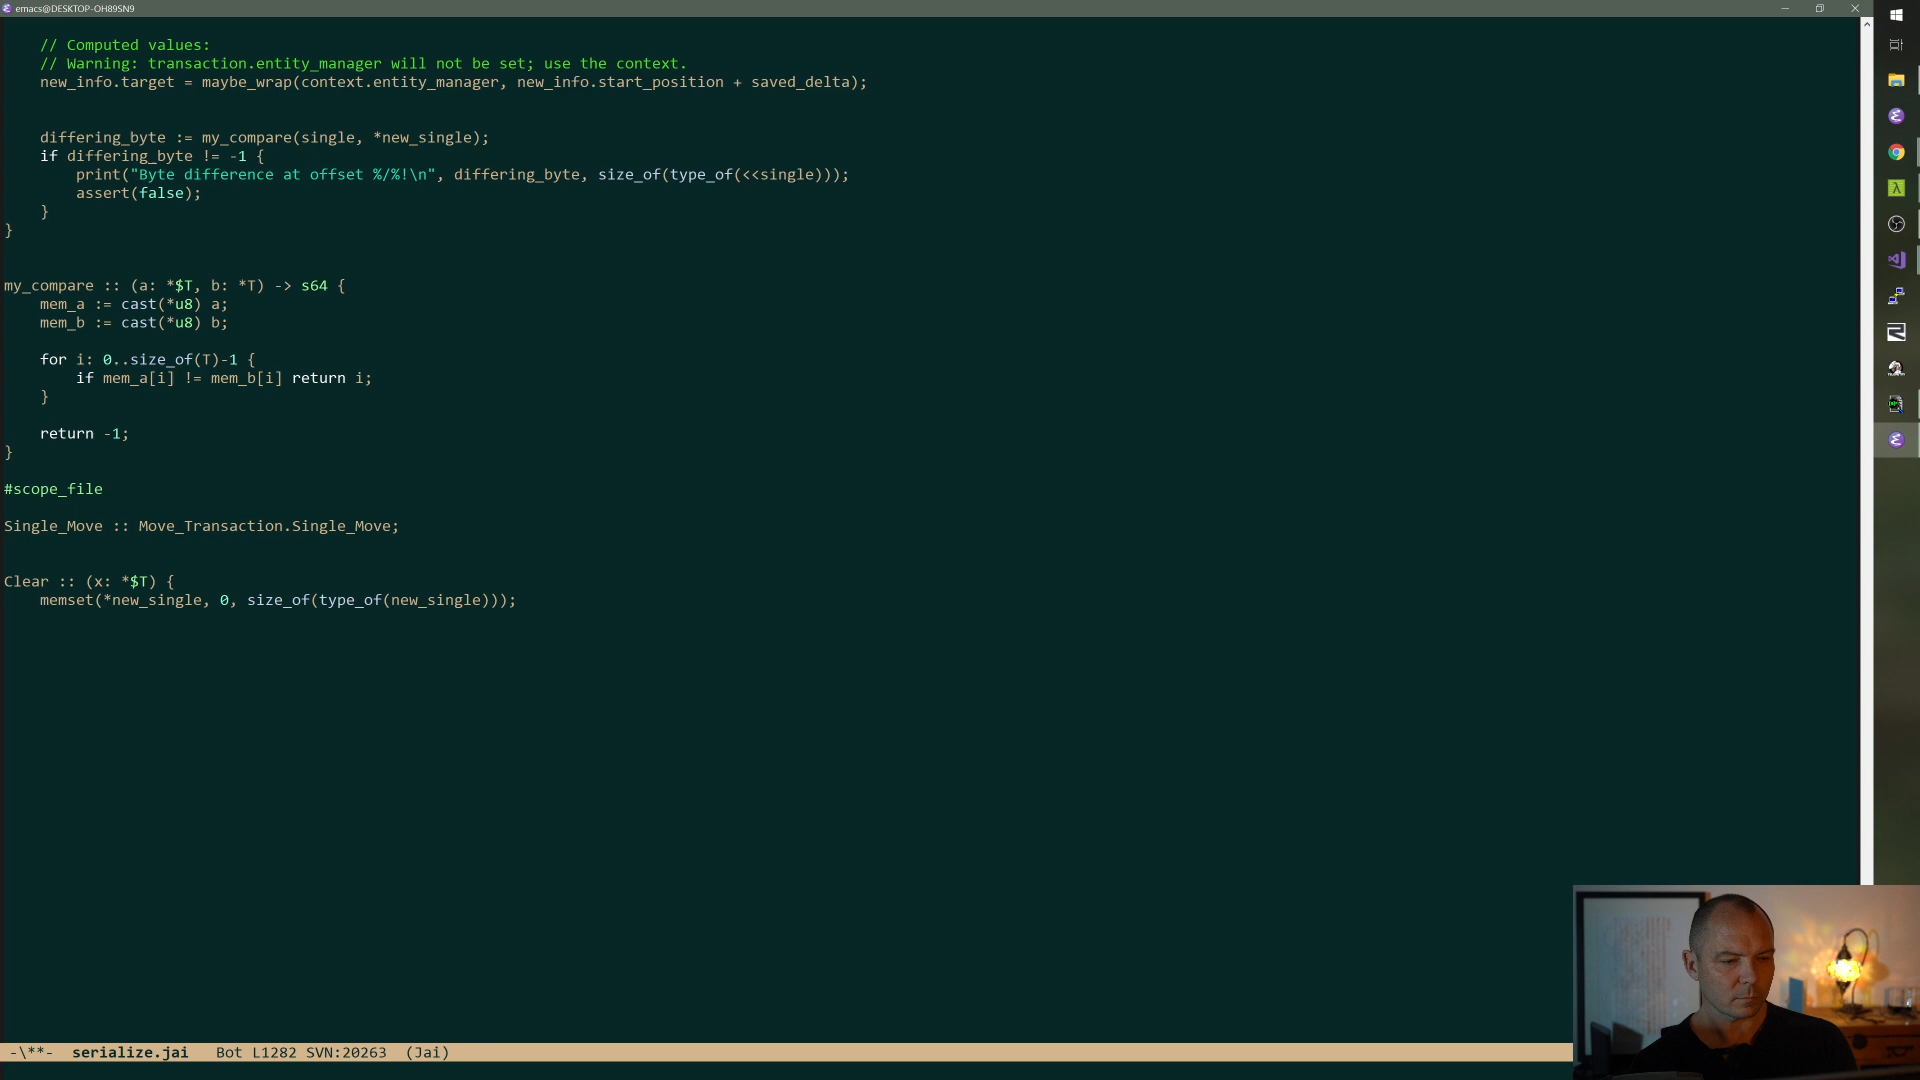 emacs@DESKTOP-OH89SN9
// Computed values:
// Warning: transaction.entity_manager will not be set; use the context.
new_info.target = maybe_wrap(context.entity_manager, new_info.start_position + saved_delta);
differing_byte := my_compare(single, *new_single);
if differing_byte != -1 {
print("Byte difference at offset %/%!\n", differing_byte, size_of(type_of(<<single)));
assert(false);
}
}
my_compare :: (a: *$T, b: *T) -> s64 {
mem_a := cast(*u8) a;
mem_b := cast(*u8) b;
for i: 0..size_of(T)-1 {
if mem_a[i] != mem_b[i] return i;
}
return -1;
}
#scope_file
Single_Move :: Move_Transaction.Single_Move;
Clear :: (x: *$T) {
memset(*new_single, 0, size_of(type_of(new_single)));
-\**-  serialize.jai   Bot L1282 SVN:20263  (Jai)